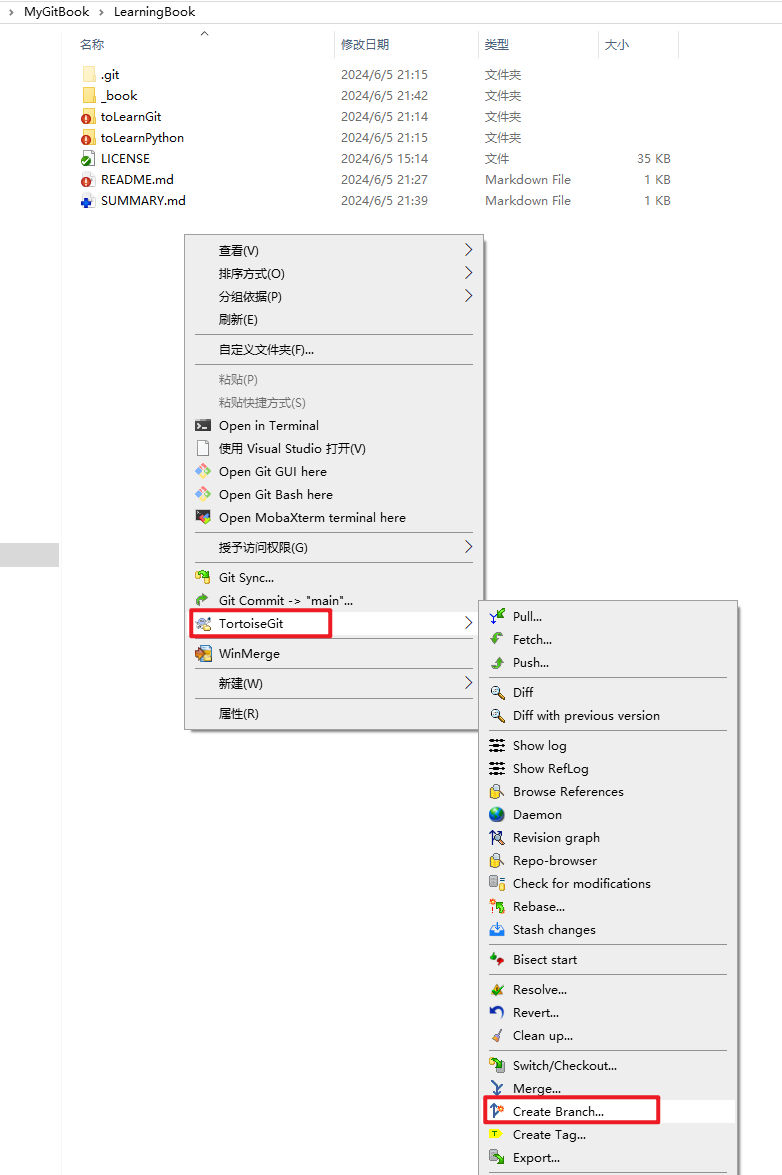 MyGitBook > LearningBook
名称 修改日期 类型 大小
.git 2024/6/5 21:15 文件夹
_book 2024/6/5 21:42 文件夹
toLearnGit 2024/6/5 21:14 文件夹
toLearnPython 2024/6/5 21:15 文件夹
LICENSE 2024/6/5 15:14 文件 35 KB
README.md 2024/6/5 21:27 Markdown File 1 KB
SUMMARY.md 2024/6/5 21:39 Markdown File 1 KB
查看(V)
排序方式(O)
分组依据(P)
刷新(E)
自定义文件夹(F)...
粘贴(P)
粘贴快捷方式(S)
Open in Terminal
使用 Visual Studio 打开(V)
Open Git GUI here
Open Git Bash here
Open MobaXterm terminal here
授予访问权限(G)
Git Sync...
Git Commit -> "main"...
TortoiseGit
WinMerge
新建(W)
属性(R)
Pull...
Fetch...
Push...
Diff
Diff with previous version
Show log
Show RefLog
Browse References
Daemon
Revision graph
Repo-browser
Check for modifications
Rebase...
Stash changes
Bisect start
Resolve...
Revert...
Clean up...
Switch/Checkout...
Merge...
Create Branch...
Create Tag...
Export...